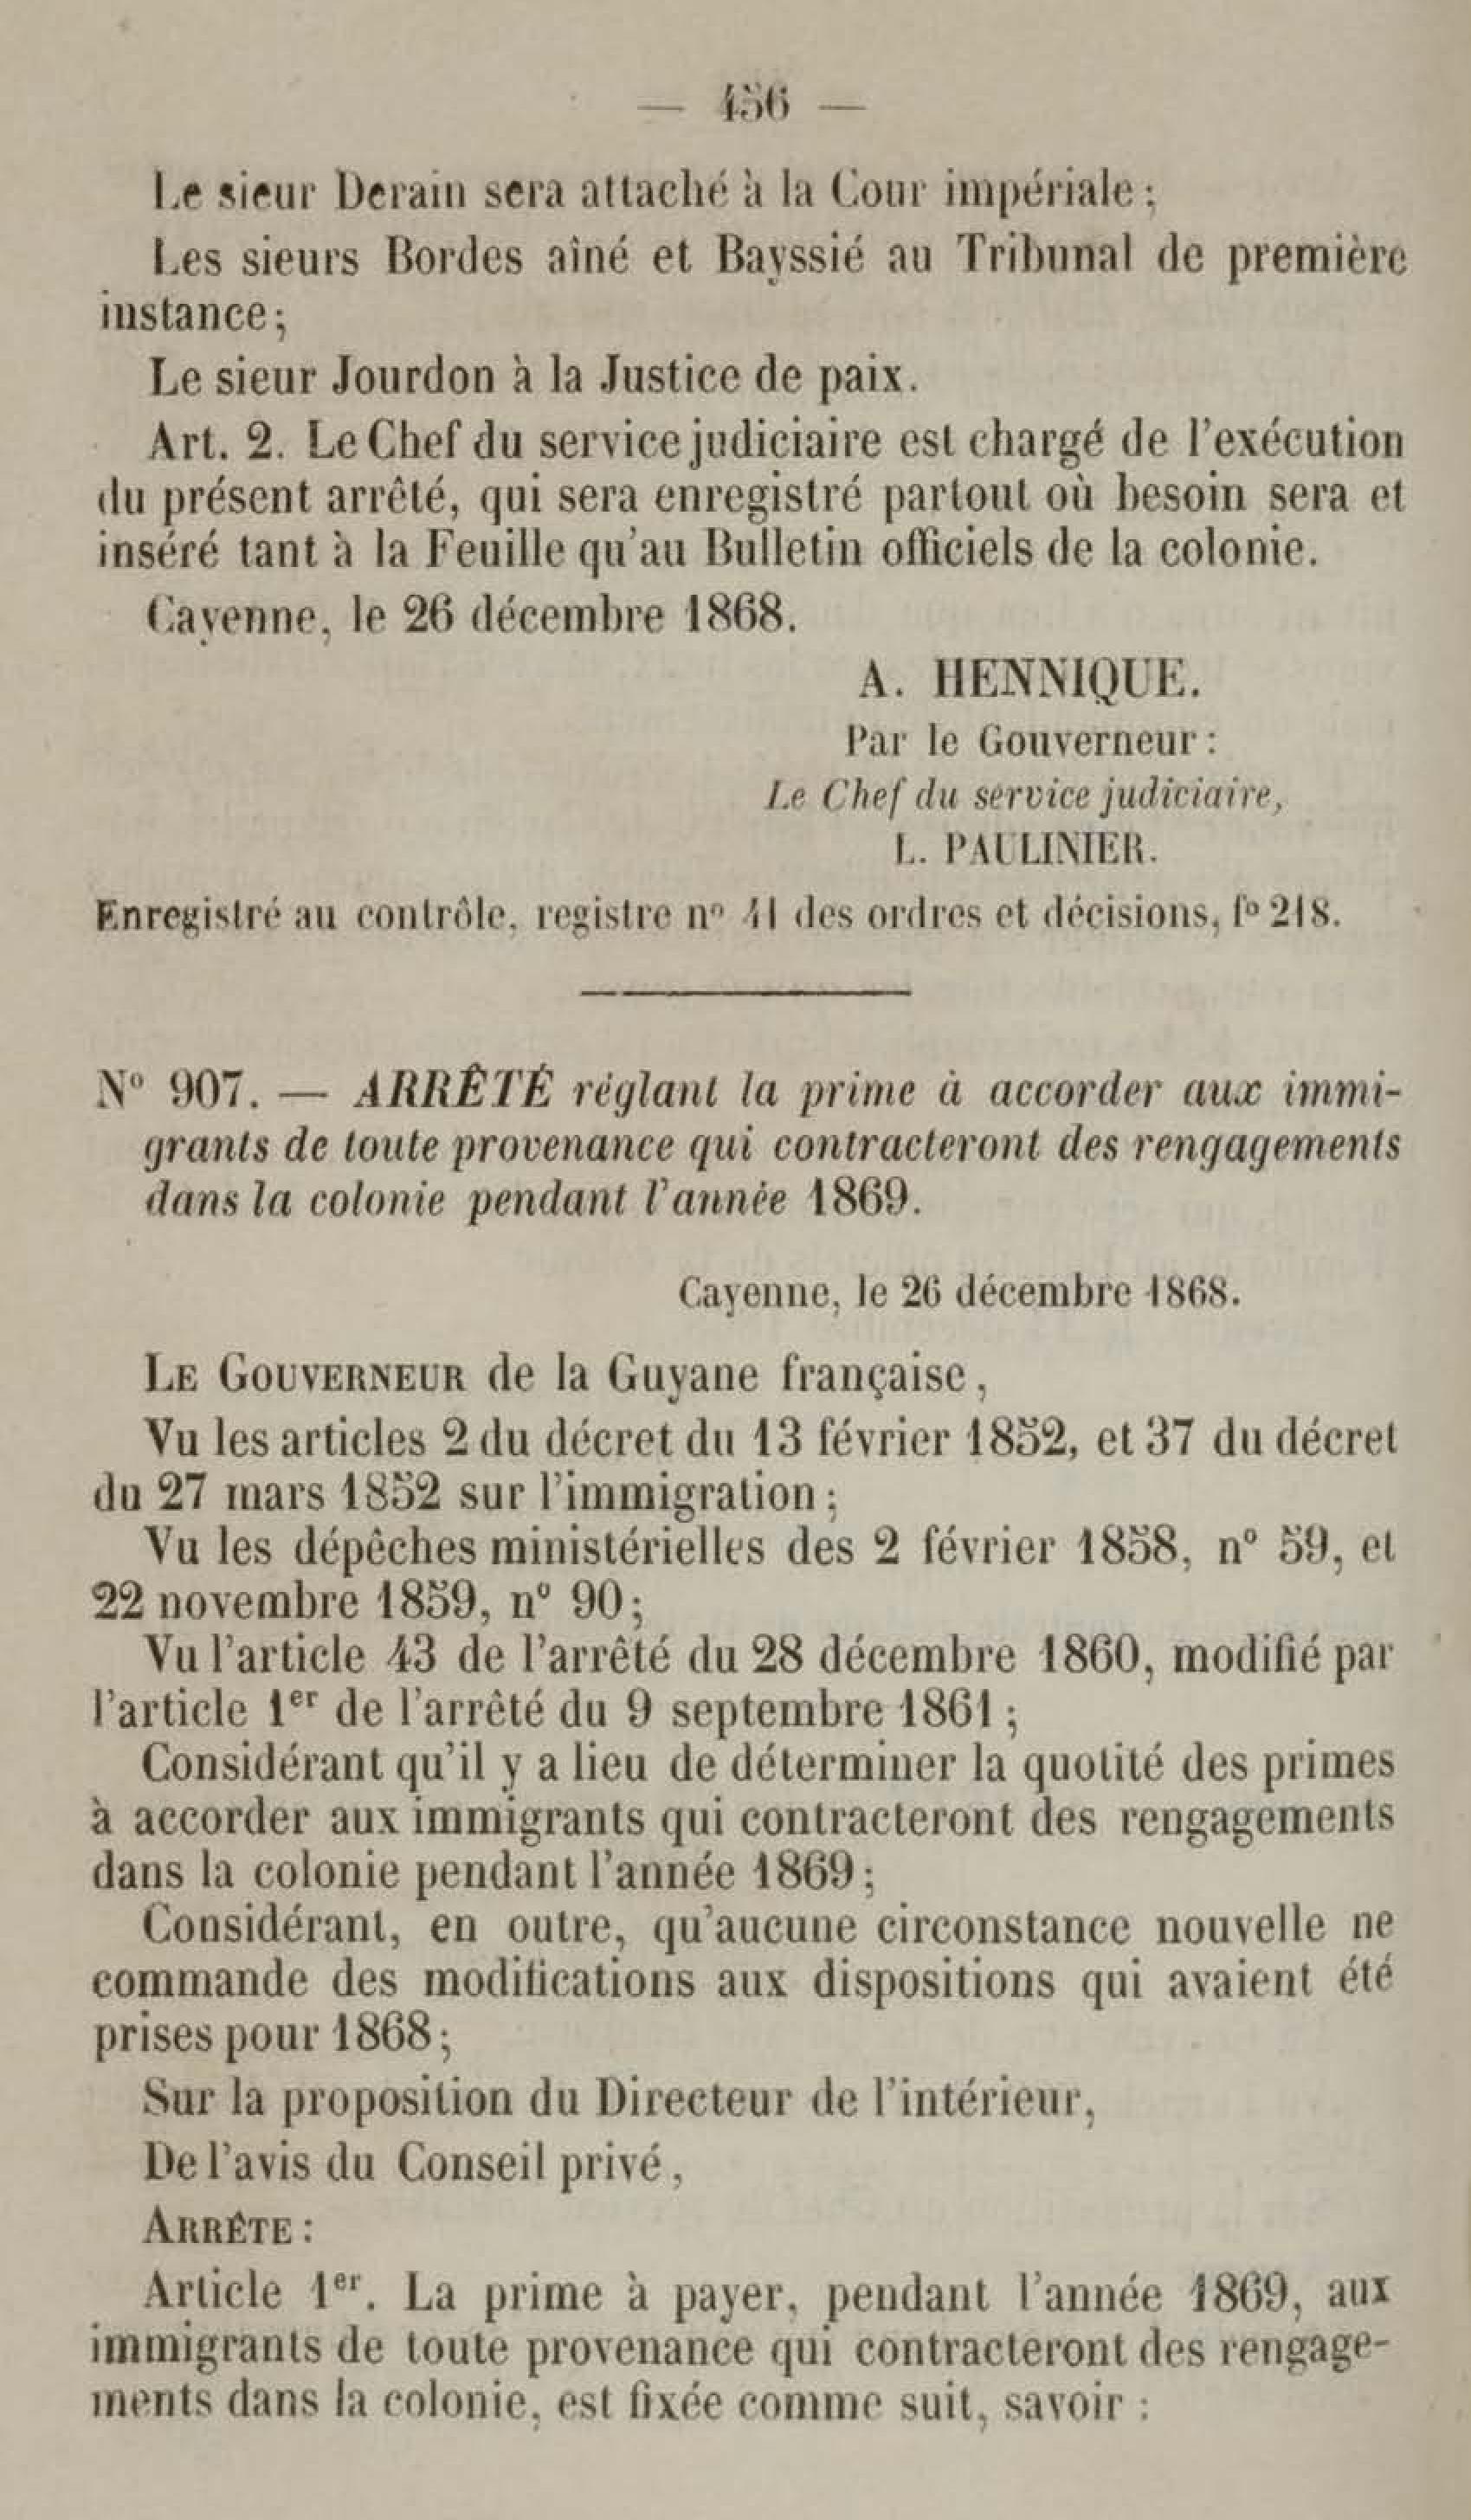 — 456 —
Le sieur Derain sera attaché à la Cour impériale ;
Les sieurs Bordes aîné et Bayssié au Tribunal de première
instance ;
Le sieur Jourdon à la Justice de paix.
Art. 2. Le Chef du service judiciaire est chargé de l'exécution
du présent arrêté, qui sera enregistré partout où besoin sera et
inséré tant à la Feuille qu'au Bulletin officiels de la colonie.
Cayenne, le 26 décembre 1868.
A. HENNIQUE.
Par le Gouverneur :
Le Chef du service judiciaire,
L. PAULINIER.
Enregistré au contrôle, registre nº 41 des ordres et décisions, fº 218.
Nº 907. — ARRÊTÉ réglant la prime à accorder aux immi-
grants de toute provenance qui contracteront des rengagements
dans la colonie pendant l'année 1869.
Cayenne, le 26 décembre 1868.
LE GOUVERNEUR de la Guyane française,
Vu les articles 2 du décret du 13 février 1852, et 37 du décret
du 27 mars 1852 sur l'immigration ;
Vu les dépêches ministérielles des 2 février 1858, nº 59, et
22 novembre 1859, nº 90 ;
Vu l'article 43 de l'arrêté du 28 décembre 1860, modifié par
l'article 1er de l'arrêté du 9 septembre 1861 ;
Considérant qu'il y a lieu de déterminer la quotité des primes
à accorder aux immigrants qui contracteront des rengagements
dans la colonie pendant l'année 1869 ;
Considérant, en outre, qu'aucune circonstance nouvelle ne
commande des modifications aux dispositions qui avaient été
prises pour 1868 ;
Sur la proposition du Directeur de l'intérieur,
De l'avis du Conseil privé,
ARRÊTE :
Article 1er. La prime à payer, pendant l'année 1869, aux
immigrants de toute provenance qui contracteront des rengage-
ments dans la colonie, est fixée comme suit, savoir :